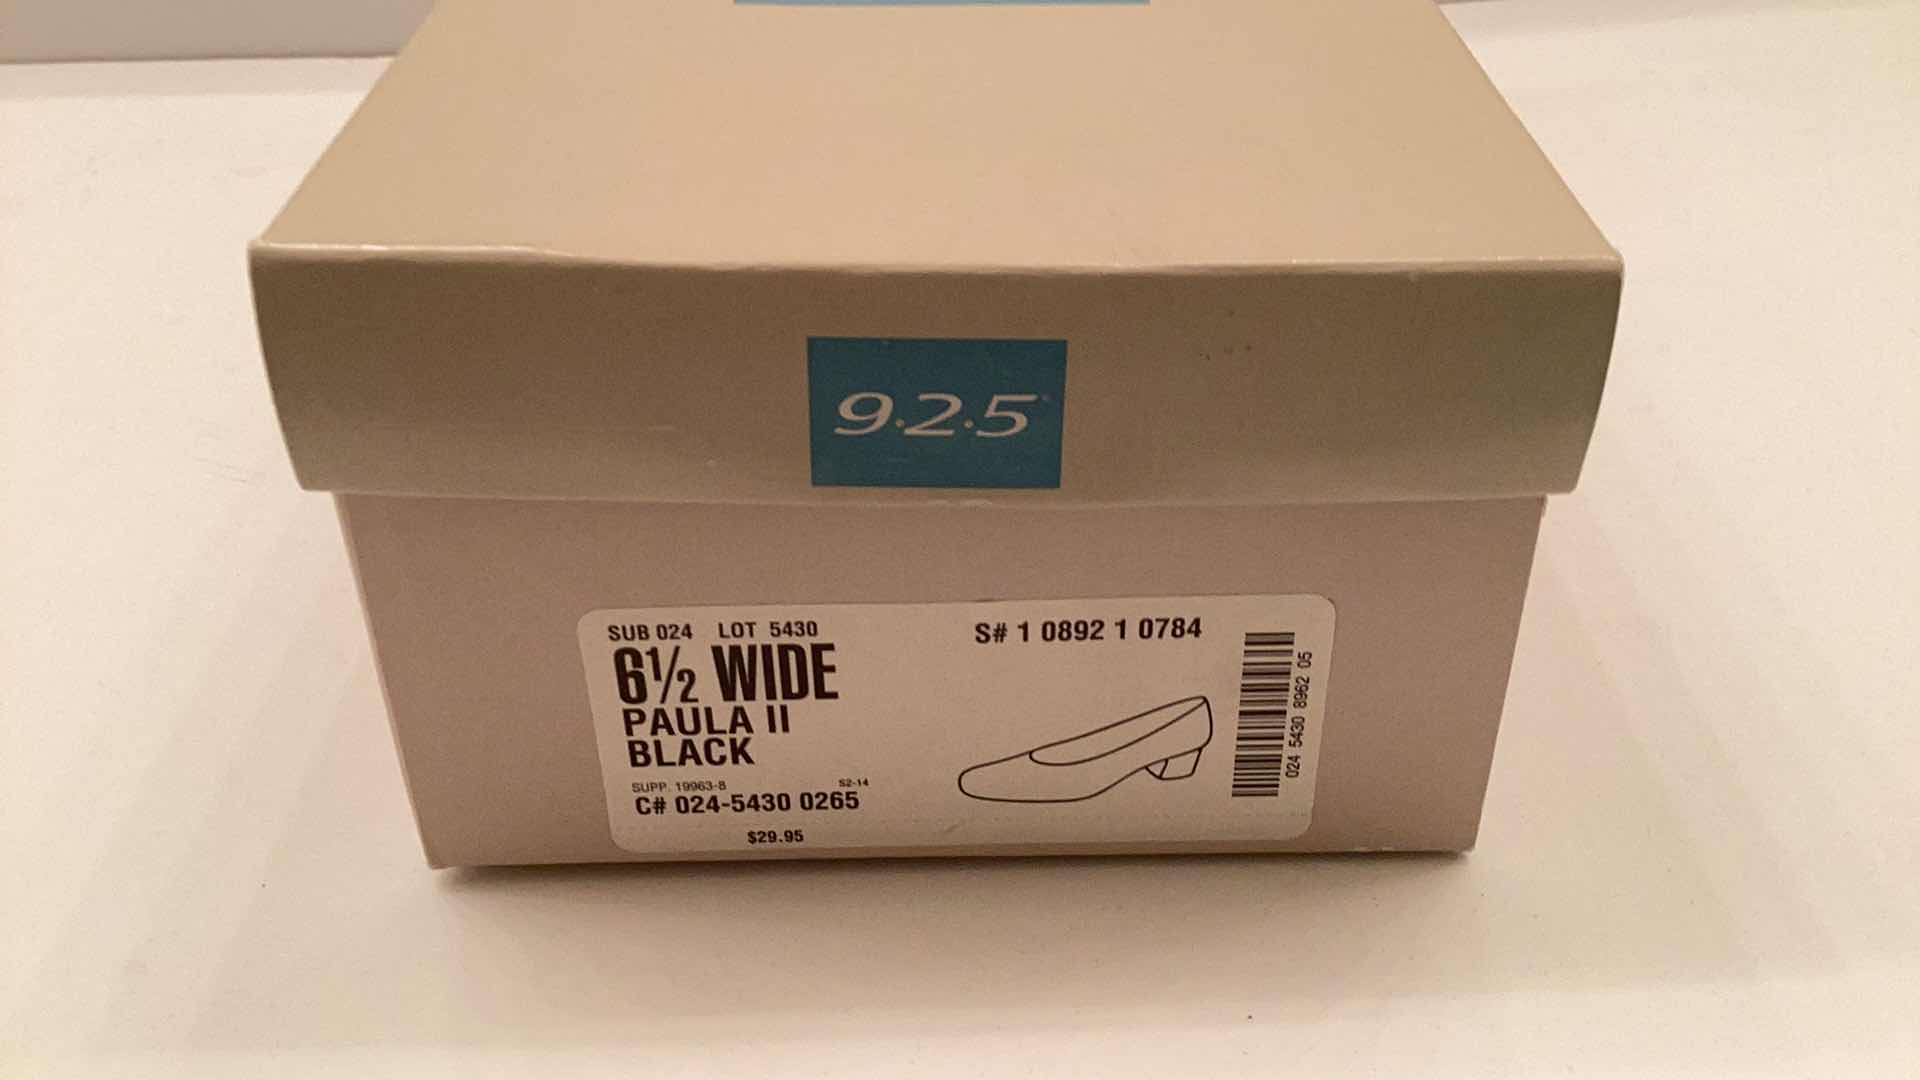 9·2·5
SUB 024 LOT 5430
S# 1 0892 1 0784
6½ WIDE
PAULA II
BLACK
SUPP. 19963-8 S2-14
C# 024-5430 0265
$29.95
024 5430 8962 05